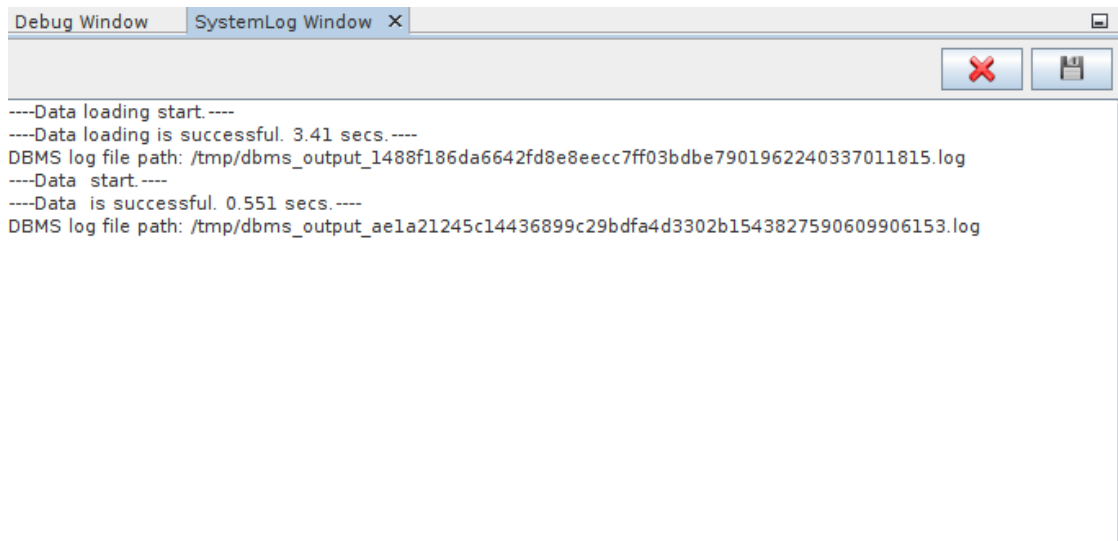 Debug Window SystemLog Window X
----Data loading start.----
----Data loading is successful. 3.41 secs.----
DBMS log file path: /tmp/dbms_output_1488f186da6642fd8e8eecc7ff03bdbe7901962240337011815.log
----Data  start.----
----Data  is successful. 0.551 secs.----
DBMS log file path: /tmp/dbms_output_ae1a21245c14436899c29bdfa4d3302b1543827590609906153.log